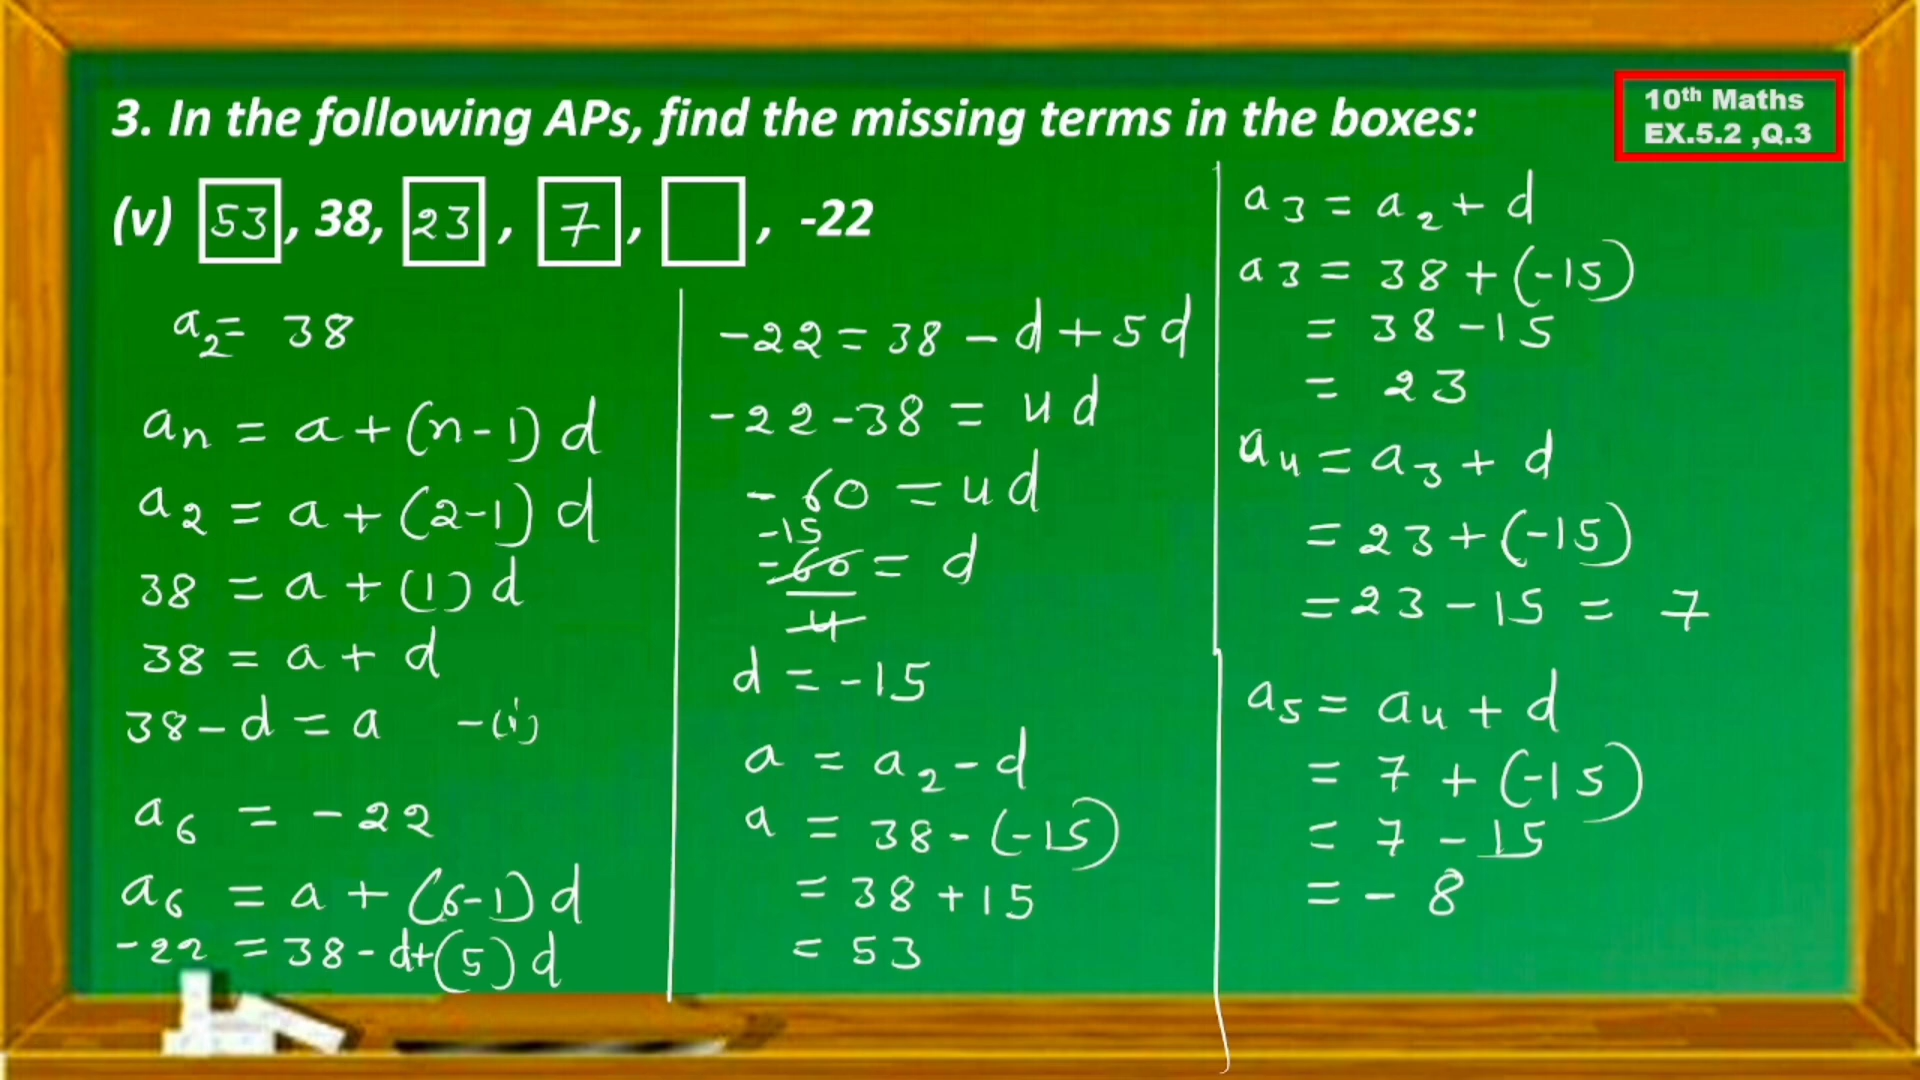 3. In the following APs, find the missing terms in the boxes:
10th Maths
EX.5.2 ,Q.3
(v) 53, 38, 23, 7, , -22
a2 = 38
an = a + (n-1) d
a2 = a + (2-1) d
38 = a + (1) d
38 = a + d
38 - d = a -(i)
a6 = -22
a6 = a + (6-1) d
-22 = 38 - d+(5) d
-22 = 38 - d + 5d
-22-38 = 4d
-60 = 4d
-15
-60 = d
4
d = -15
a = a2 - d
a = 38 - (-15)
= 38 + 15
= 53
a3 = a2 + d
a3 = 38 + (-15)
= 38 - 15
= 23
a4 = a3 + d
= 23 + (-15)
= 23 - 15 = 7
a5 = a4 + d
= 7 + (-15)
= 7 - 15
= - 8